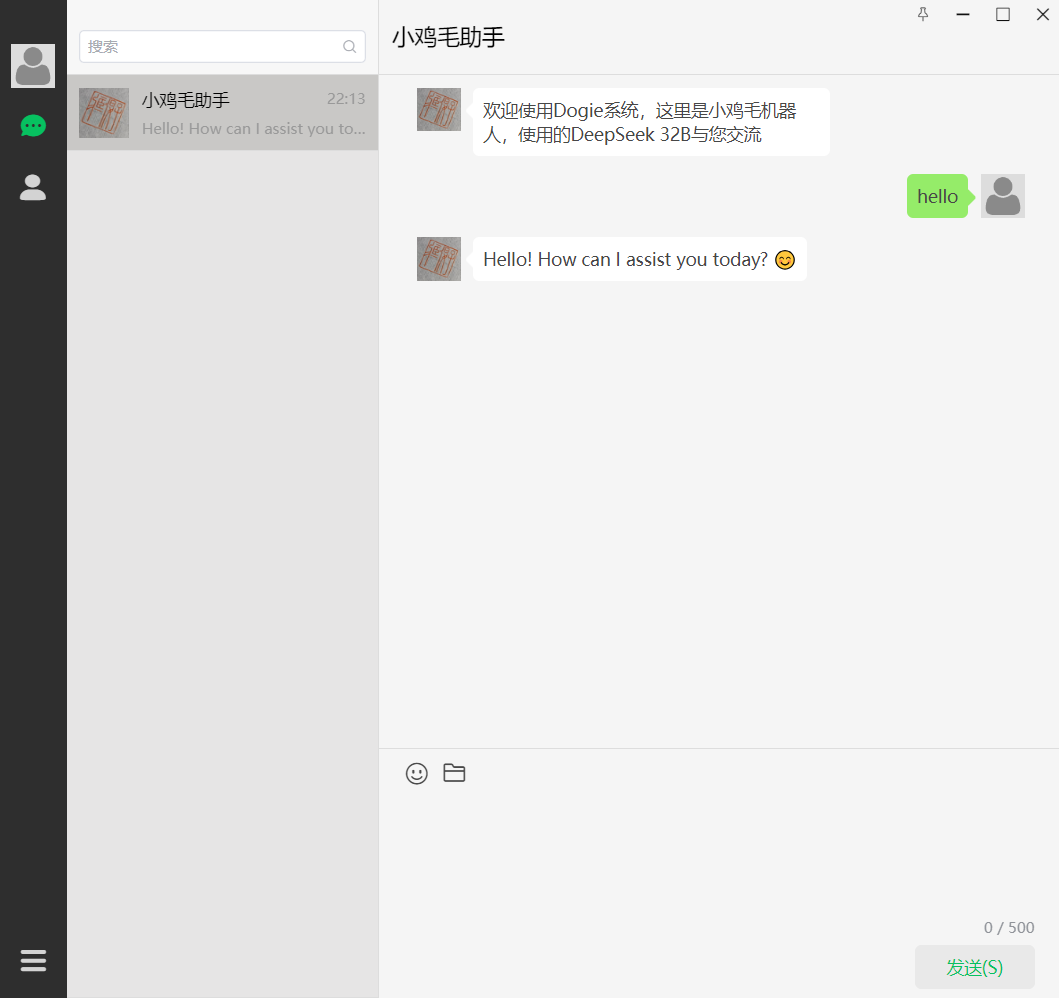 搜索
小鸡毛助手
22:13
Hello! How can I assist you to...
小鸡毛助手
欢迎使用Dogie系统，这里是小鸡毛机器
人，使用的DeepSeek 32B与您交流
hello
Hello! How can I assist you today? 😊
0 / 500
发送(S)